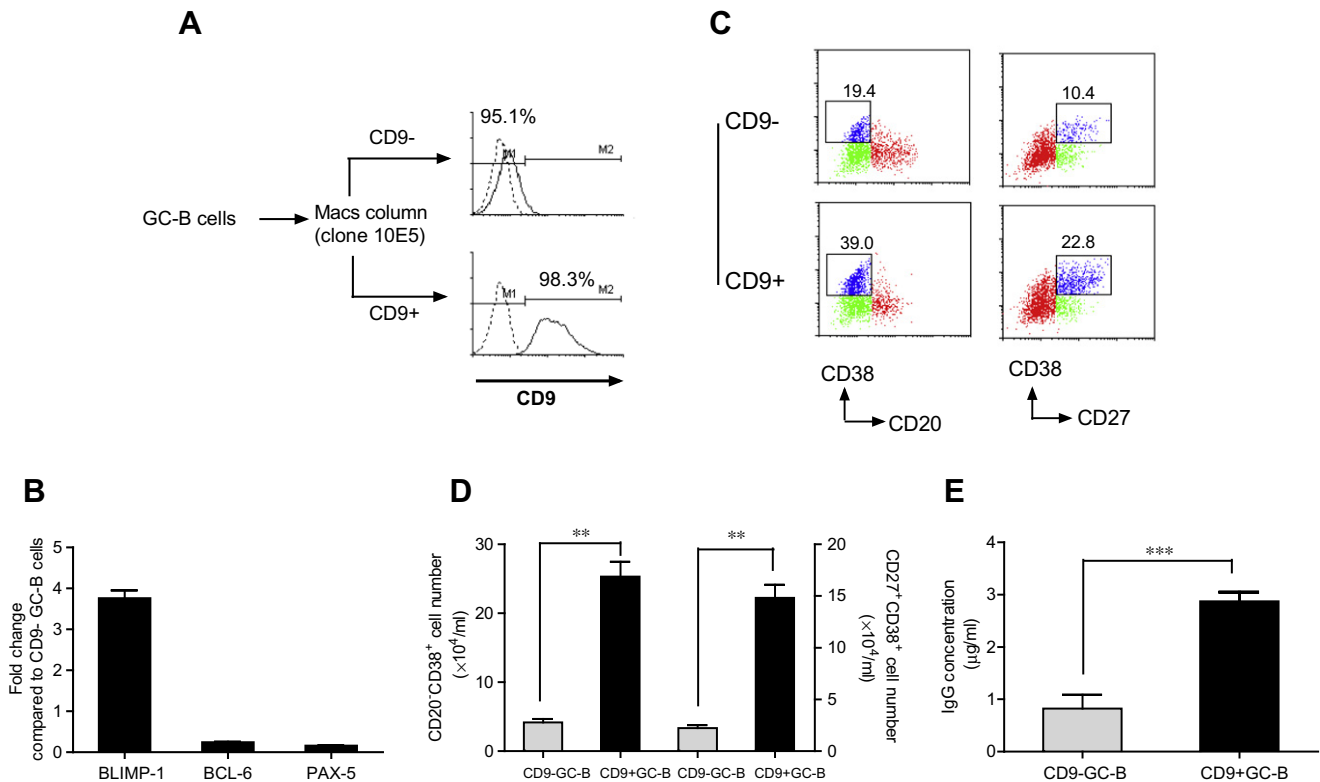 A
GC-B cells
Macs column
(clone 10E5)
CD9-
CD9+
95.1%
M1
M2
98.3%
M1
M2
CD9
C
CD9-
CD9+
19.4
10.4
39.0
22.8
CD38
CD20
CD38
CD27
B
Fold change
compared to CD9- GC-B cells
5
4
3
2
1
0
BLIMP-1
BCL-6
PAX-5
D
CD20⁻CD38⁺ cell number
(×10⁴/ml)
30
20
10
0
**
**
20
15
10
5
0
CD27⁺CD38⁺ cell number
(×10⁴/ml)
CD9-GC-B
CD9+GC-B
CD9-GC-B
CD9+GC-B
E
IgG concentration
(µg/ml)
4
3
2
1
0
***
CD9-GC-B
CD9+GC-B